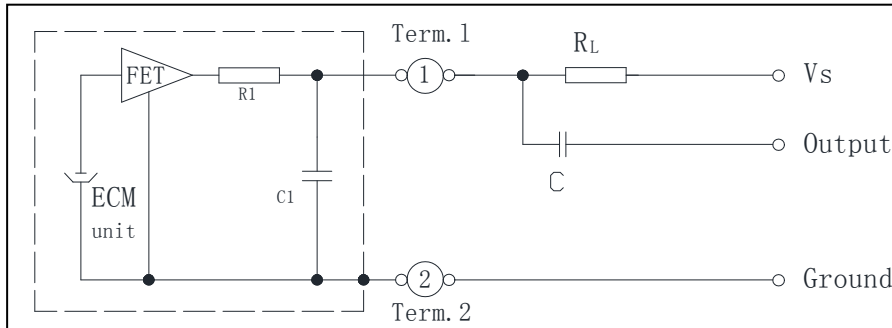 Term.1
RL
FET
1
Vs
R1
Output
C
C1
ECM
unit
2
Ground
Term.2